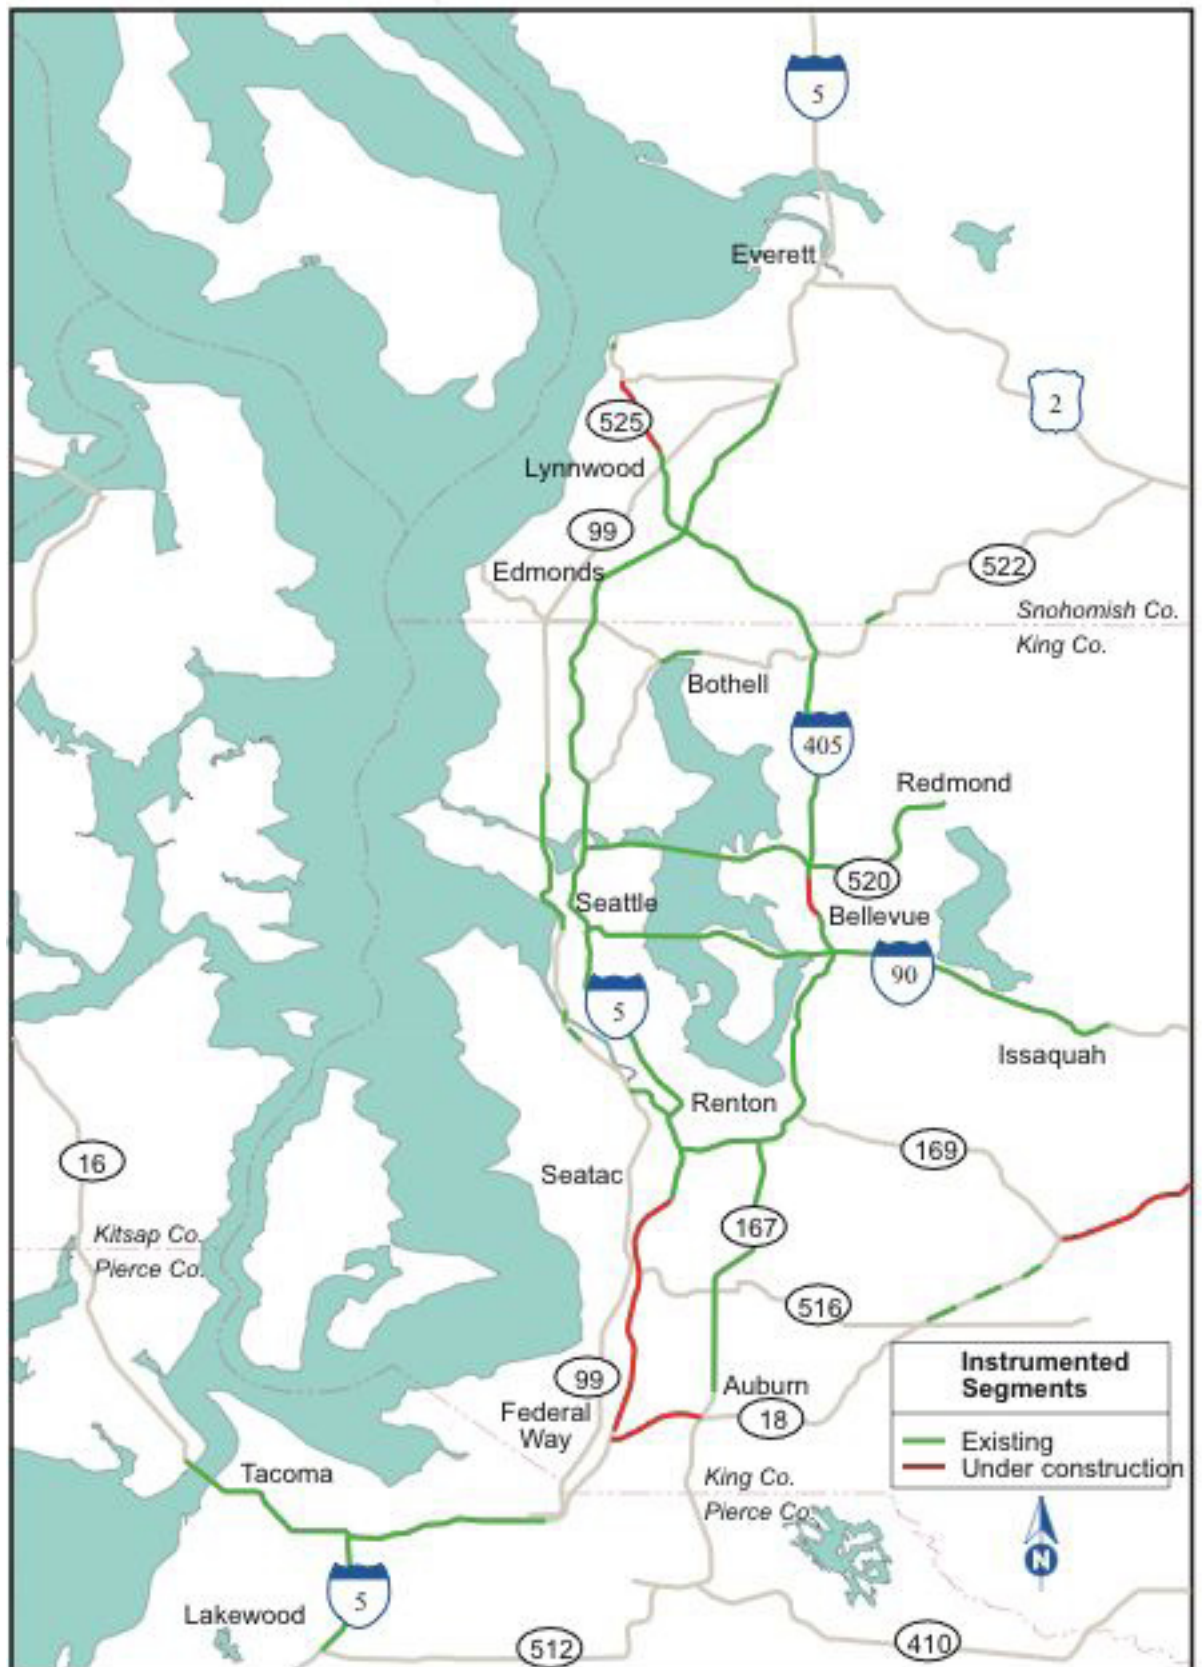 5
Everett
2
525
Lynnwood
99
Edmonds
522
Snohomish Co.
King Co.
Bothell
405
Redmond
520
Seattle
Bellevue
90
5
Issaquah
Renton
16
169
Seatac
Kitsap Co.
Pierce Co.
167
516
Instrumented
Segments
99
Auburn
Federal
Way
18
Existing
Under construction
Tacoma
King Co.
Pierce Co.
N
5
Lakewood
512
410